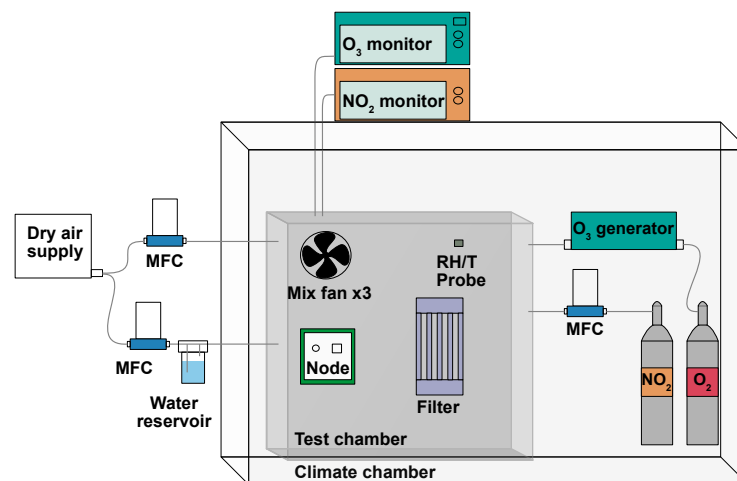 O₃ monitor
NO₂ monitor
Dry air
supply
MFC
MFC
Water
reservoir
Mix fan x3
RH/T
Probe
Node
Filter
Test chamber
Climate chamber
O₃ generator
MFC
NO₂
O₂